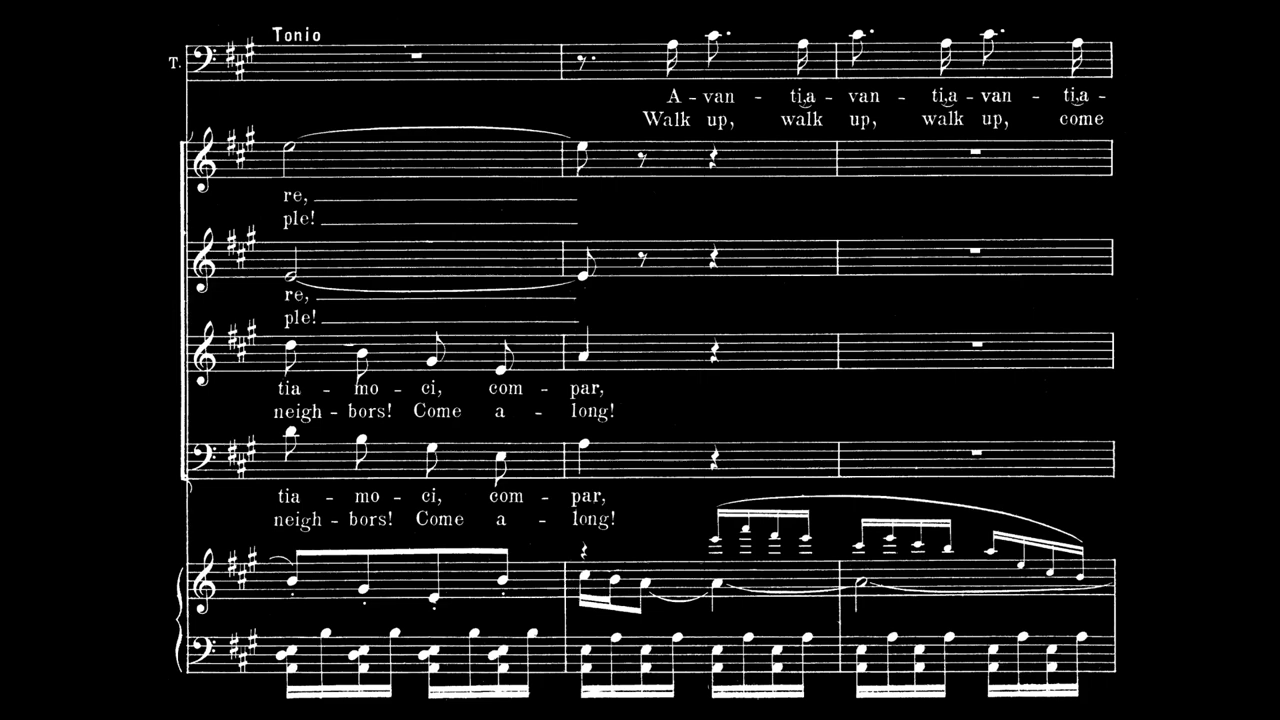 Tonio
T.
A - van - ti,a - van - ti,a - van - ti,a -
Walk up, walk up, walk up, come
re,
ple!
re,
ple!
tia - mo - ci, com - par,
neigh - bors! Come a - long!
tia - mo - ci, com - par,
neigh - bors! Come a - long!